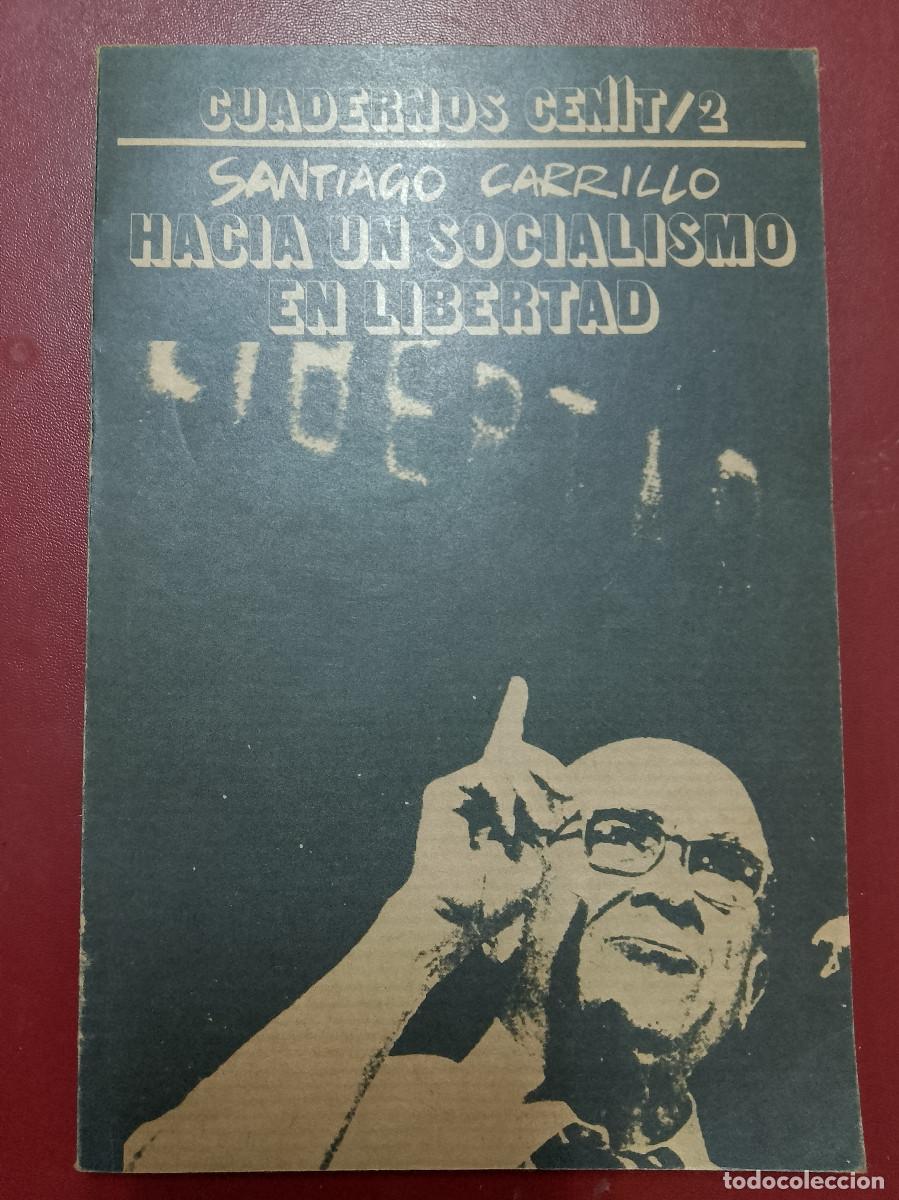 CUADERNOS CENIT/2
SANTIAGO CARRILLO
HACIA UN SOCIALISMO
EN LIBERTAD
todocoleccion